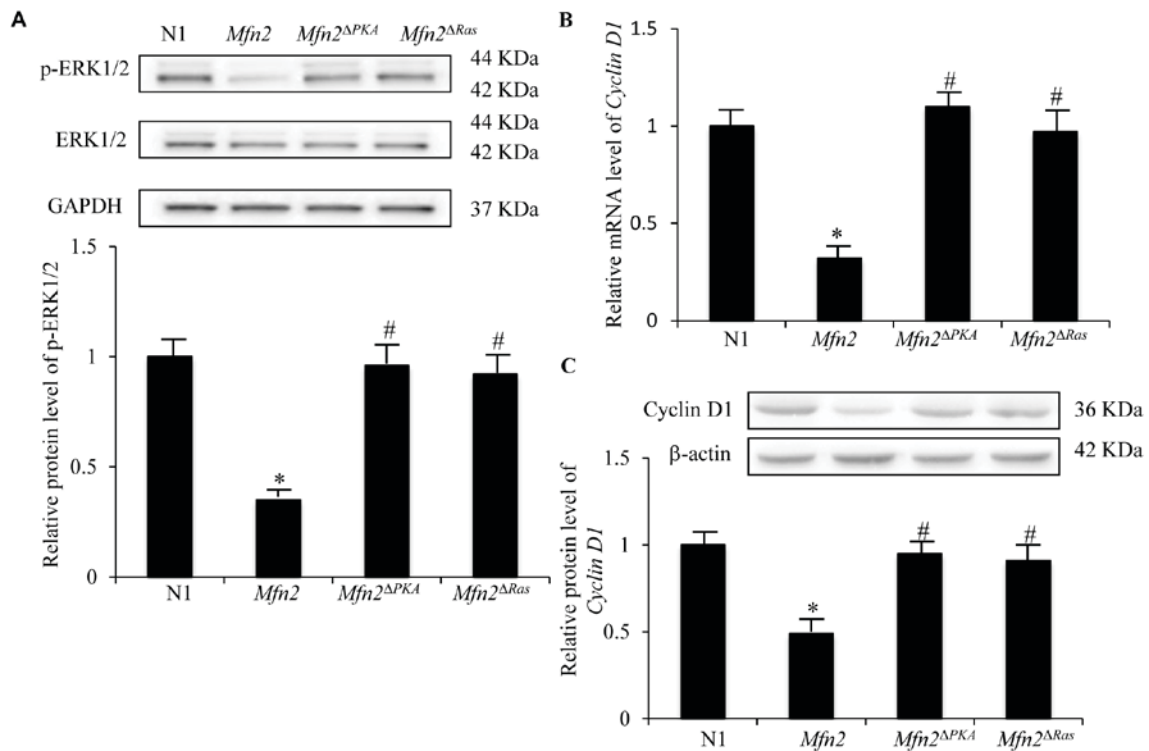 A
N1 Mfn2 Mfn2ΔPKA Mfn2ΔRas
p-ERK1/2
44 KDa
42 KDa
ERK1/2
44 KDa
42 KDa
GAPDH
37 KDa
Relative protein level of p-ERK1/2
1.5
1
0.5
0
*
#
#
N1 Mfn2 Mfn2ΔPKA Mfn2ΔRas
B
Relative mRNA level of Cyclin D1
1.5
1
0.5
0
*
#
#
N1 Mfn2 Mfn2ΔPKA Mfn2ΔRas
C
Cyclin D1
36 KDa
β-actin
42 KDa
Relative protein level of
Cyclin D1
1.5
1
0.5
0
*
#
#
N1 Mfn2 Mfn2ΔPKA Mfn2ΔRas